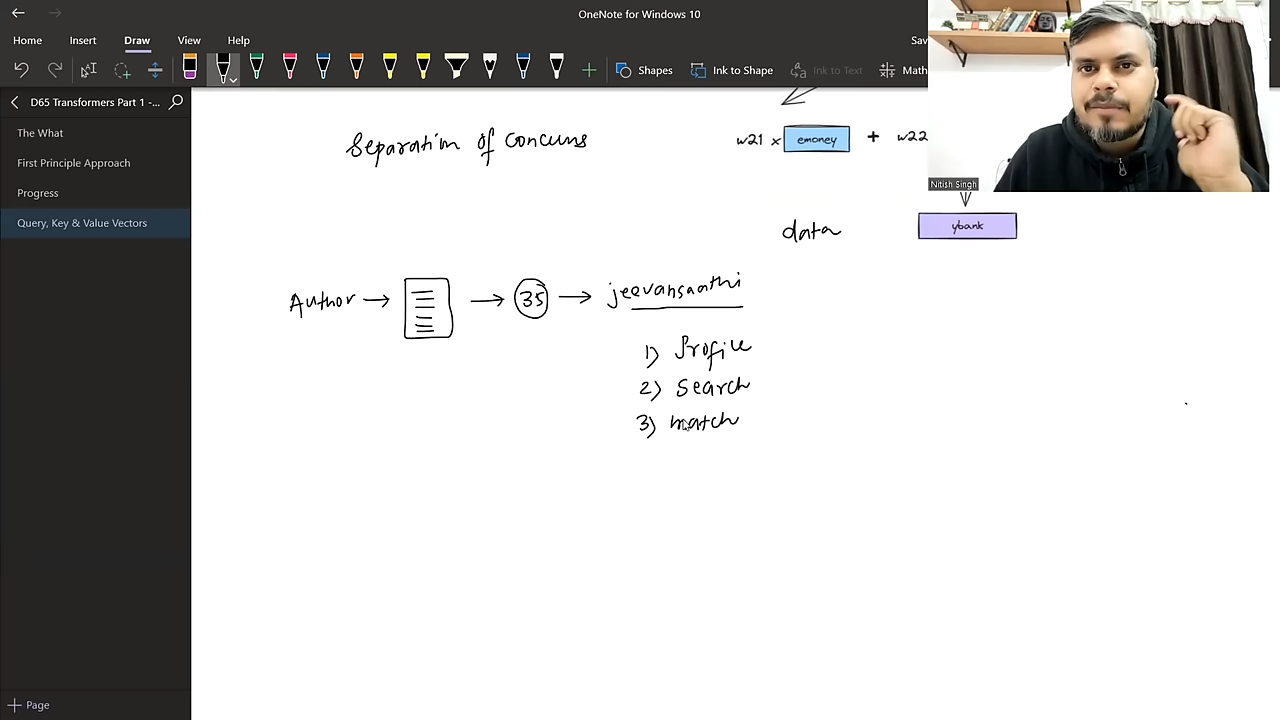 OneNote for Windows 10
Home Insert Draw View Help
Shapes Ink to Shape Ink to Text Math
D65 Transformers Part 1 -...
The What
First Principle Approach
Progress
Query, Key & Value Vectors
Page
Separation of Concerns
w21 x emoney + w22
Nitish Singh
data ybank
Author → → 35 → jeevansaathi
1) Profile
2) Search
3) match